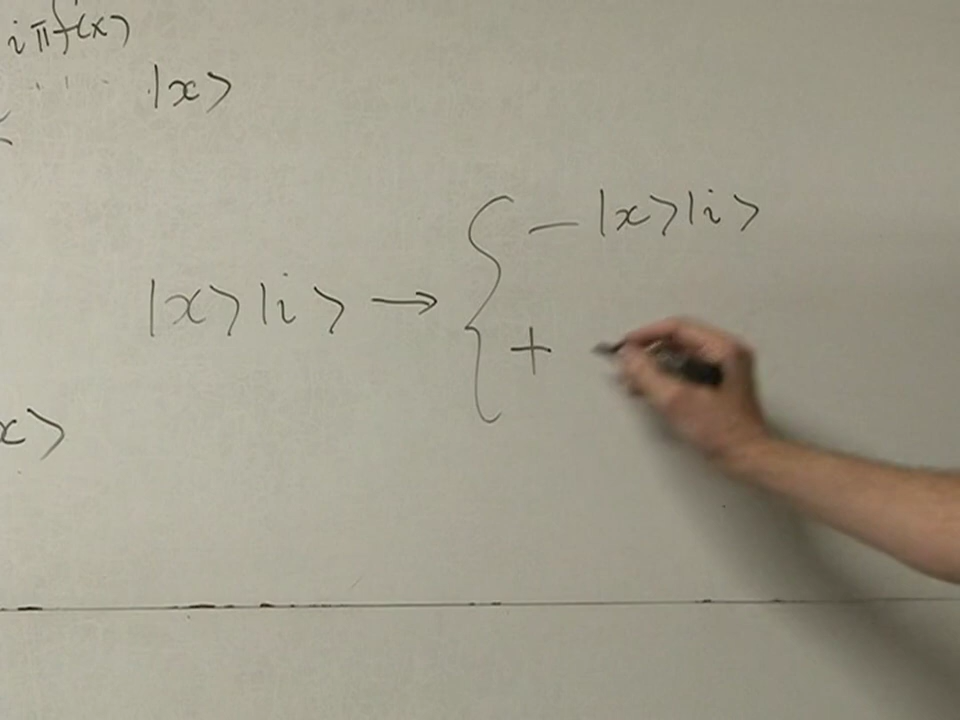 iπf(x)
|x>
|x>|i> → { -|x>|i>
+
x>